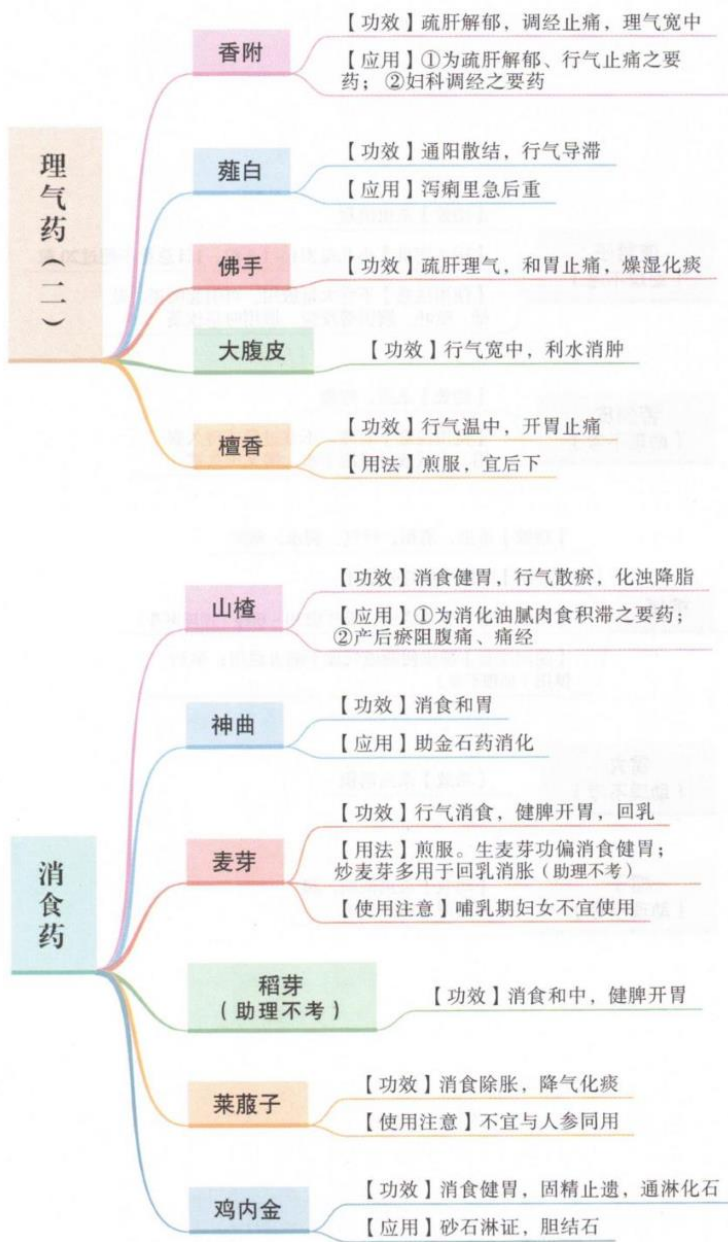 理气药(二)
香附
【功效】疏肝解郁,调经止痛,理气宽中
【应用】①为疏肝解郁、行气止痛之要
药;②妇科调经之要药
薤白
【功效】通阳散结,行气导滞
【应用】泻痢里急后重
佛手
【功效】疏肝理气,和胃止痛,燥湿化痰
大腹皮
【功效】行气宽中,利水消肿
檀香
【功效】行气温中,开胃止痛
【用法】煎服,宜后下
消食药
山楂
【功效】消食健胃,行气散瘀,化浊降脂
【应用】①为消化油腻肉食积滞之要药;
②产后瘀阻腹痛、痛经
神曲
【功效】消食和胃
【应用】助金石药消化
麦芽
【功效】行气消食,健脾开胃,回乳
【用法】煎服。生麦芽功偏消食健胃;
炒麦芽多用于回乳消胀(助理不考)
【使用注意】哺乳期妇女不宜使用
稻芽
(助理不考)
【功效】消食和中,健脾开胃
莱菔子
【功效】消食除胀,降气化痰
【使用注意】不宜与人参同用
鸡内金
【功效】消食健胃,固精止遗,通淋化石
【应用】砂石淋证,胆结石